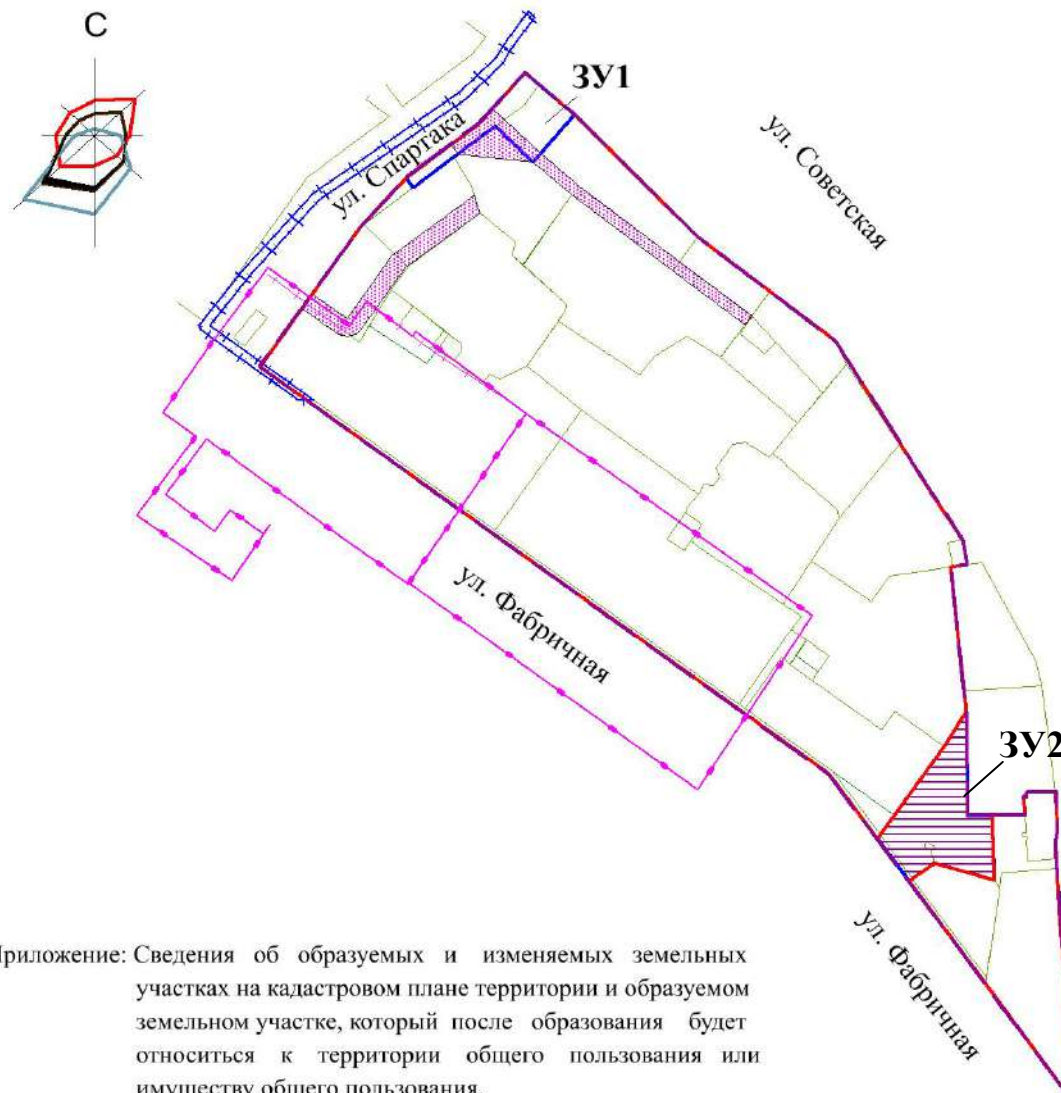 С
ЗУ1
ул. Спартака
ул. Советская
ул. Фабричная
ЗУ2
ул. Фабричная
Приложение: Сведения об образуемых и изменяемых земельных
участках на кадастровом плане территории и образуемом
земельном участке, который после образования будет
относиться к территории общего пользования или
имуществу общего пользования.